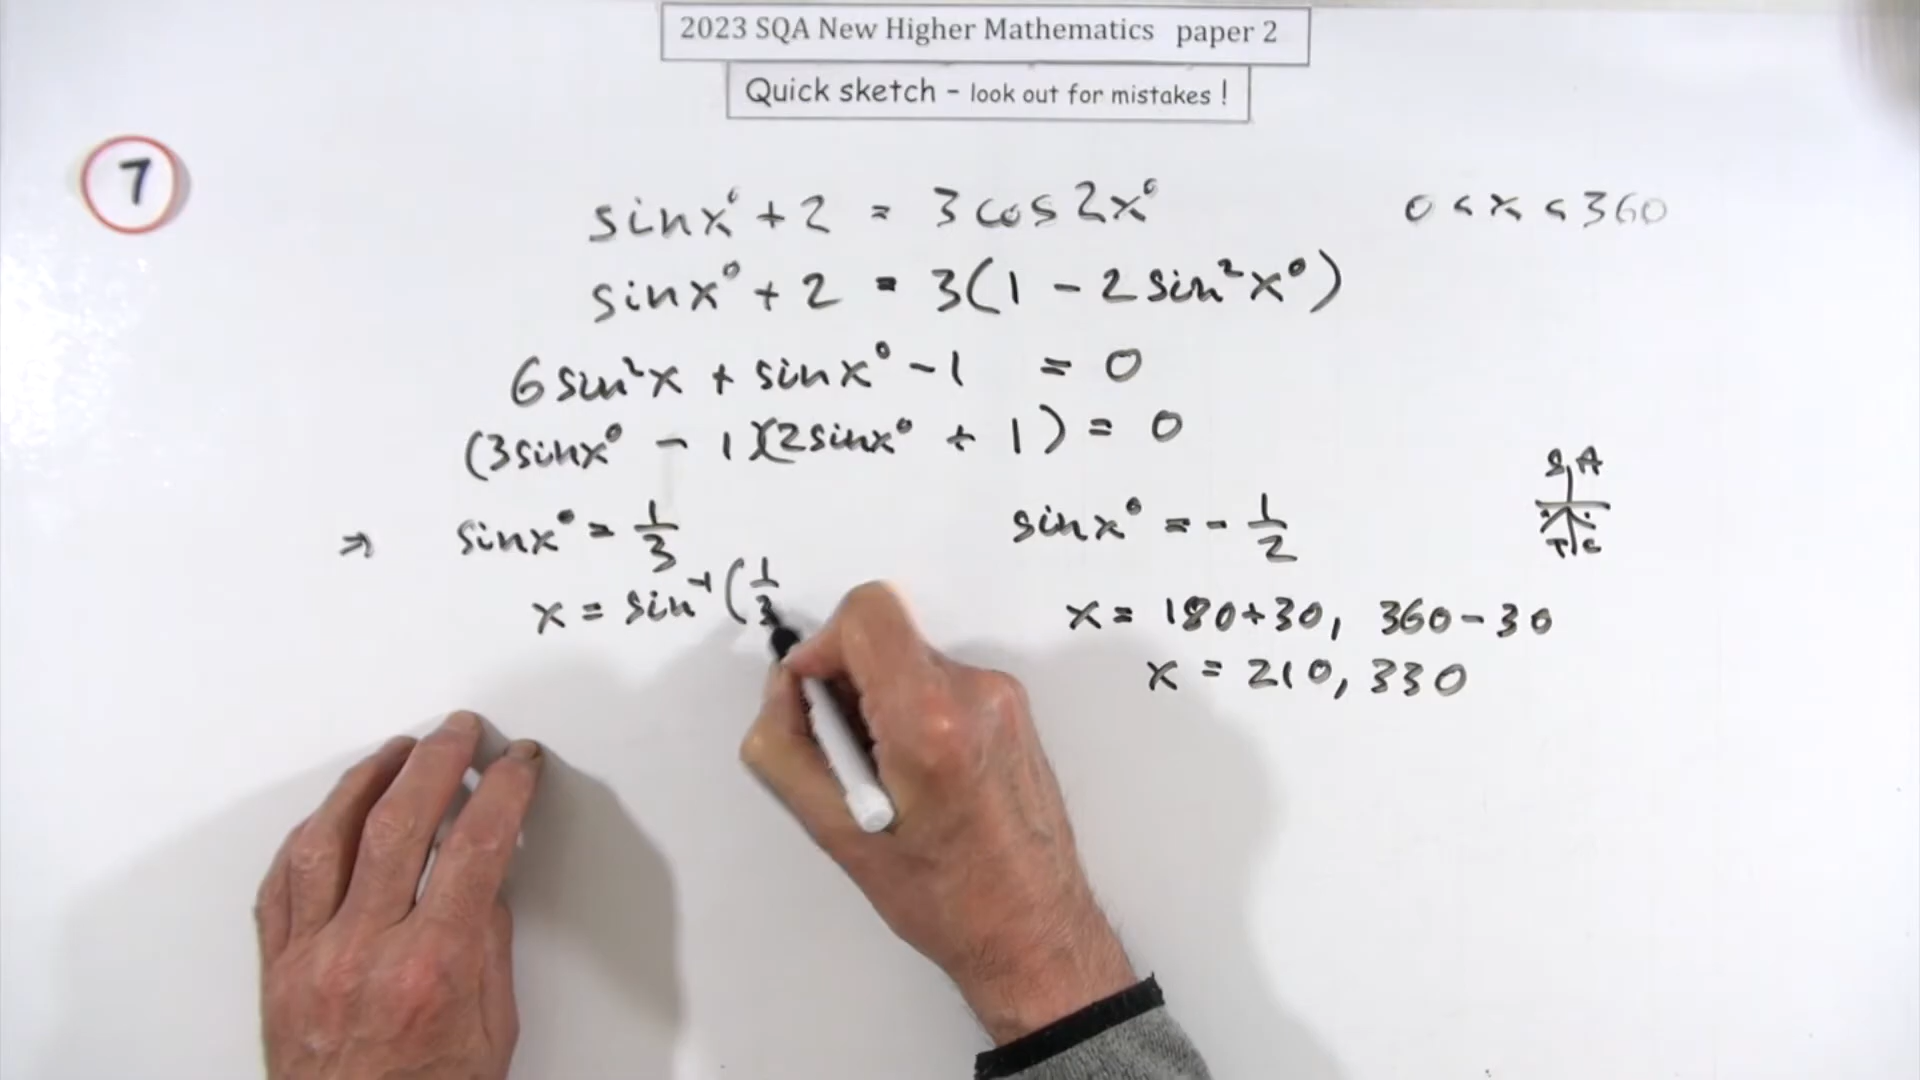 2023 SQA New Higher Mathematics paper 2
Quick sketch - look out for mistakes !
7
sinx° + 2 = 3cos2x° 0 < x < 360
sinx° + 2 = 3(1 - 2sin²x°)
6sin²x + sinx° - 1 = 0
(3sinx° - 1)(2sinx° + 1) = 0
S A
T C
⇒ sinx° = 1/3 sinx° = - 1/2
x = sin⁻¹(1/3 x = 180+30, 360-30
x = 210, 330